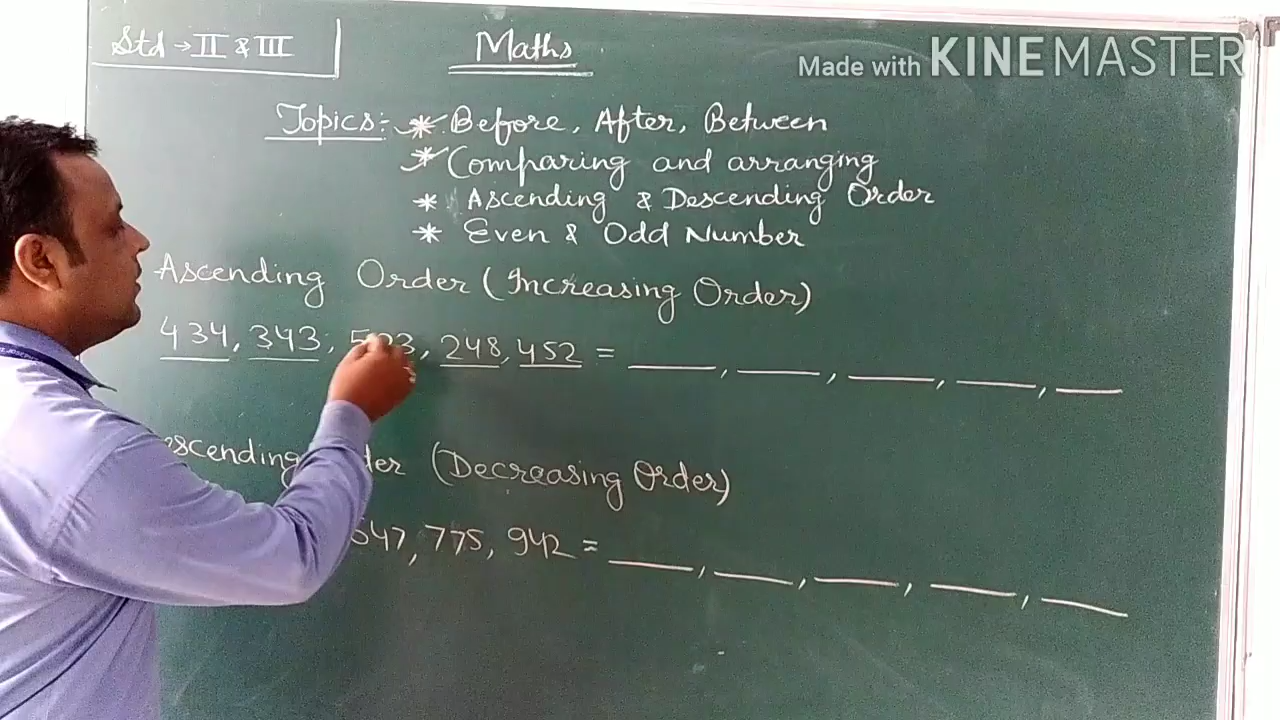 Std → II & III
Maths
Made with KINEMASTER
Topics:- * Before, After, Between
* Comparing and arranging
* Ascending & Descending Order
* Even & Odd Number
Ascending Order (Increasing Order)
434, 343, 248, 452 = ____, ____, ____, ____, ____
(Decreasing Order)
775, 942 = ____, ____, ____, ____, ____